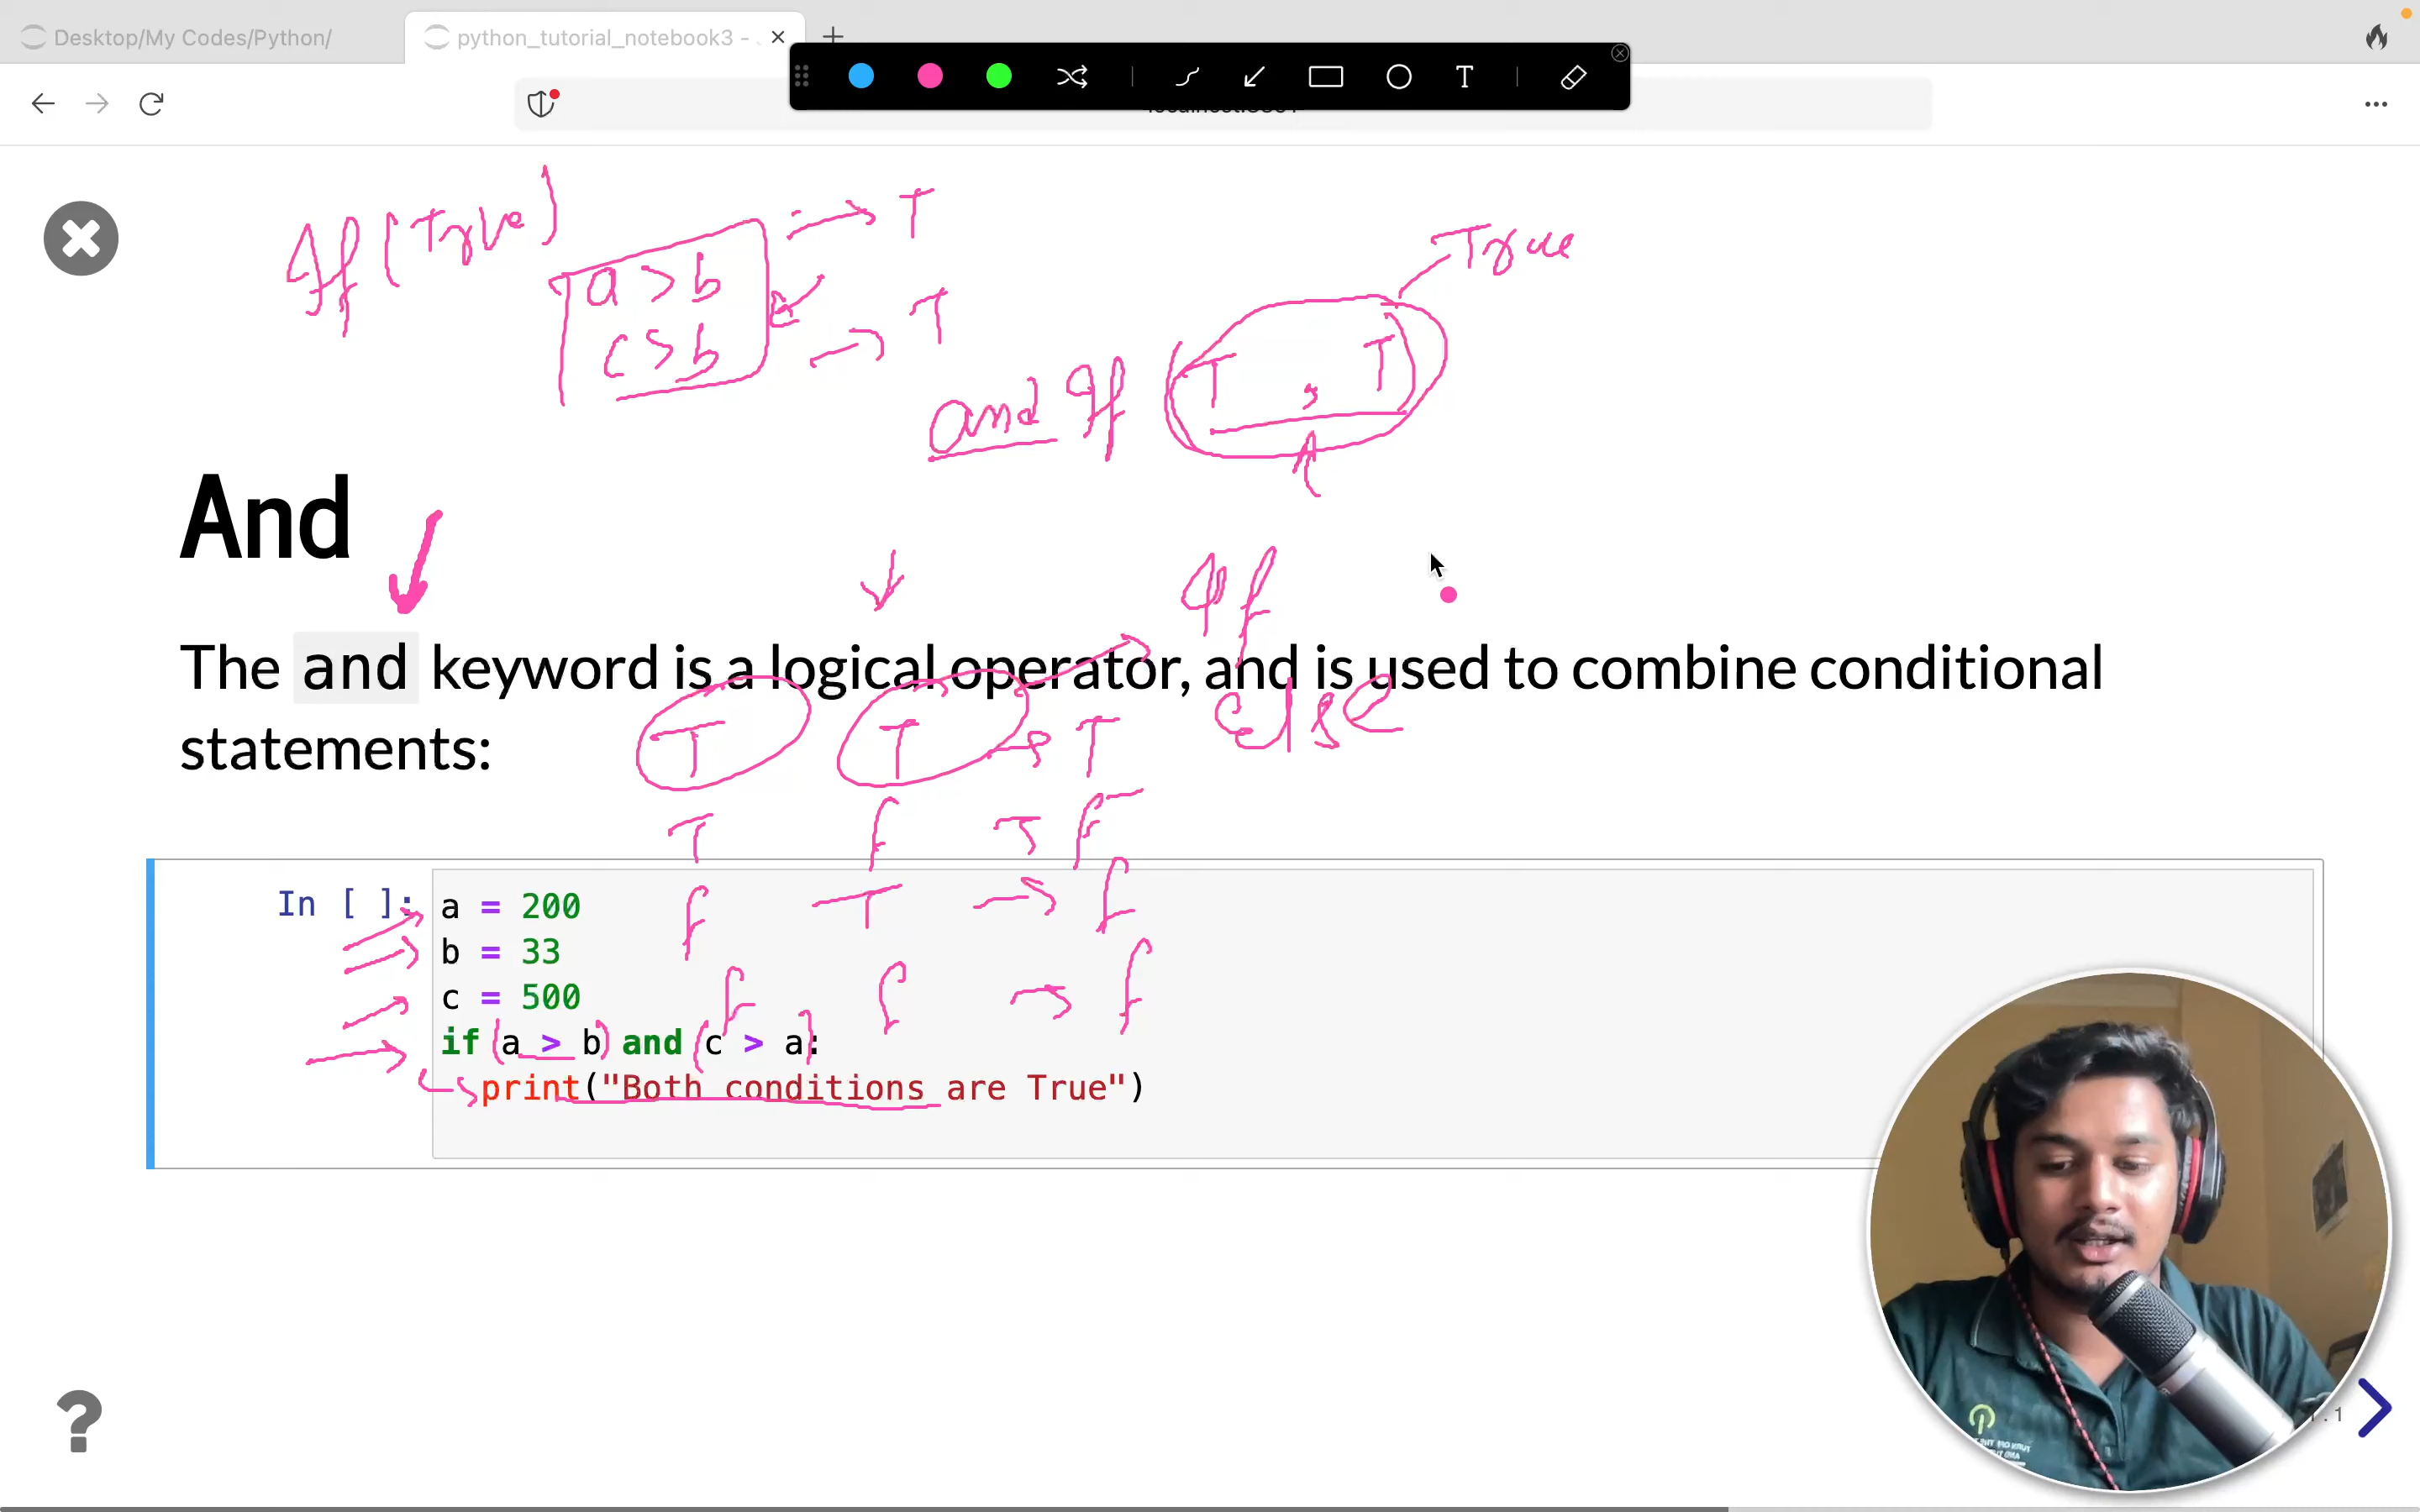 Desktop/My Codes/Python/
python_tutorial_notebook3 -
T
If (True)
a > b → T
c > b → T
True
and If (T , T)
And
If
else
The and keyword is a logical operator, and is used to combine conditional
statements:
T T → T
T F → F
F T → F
F F → F
In [ ]:
a = 200
b = 33
c = 500
if (a > b) and (c > a):
print("Both conditions are True")
?